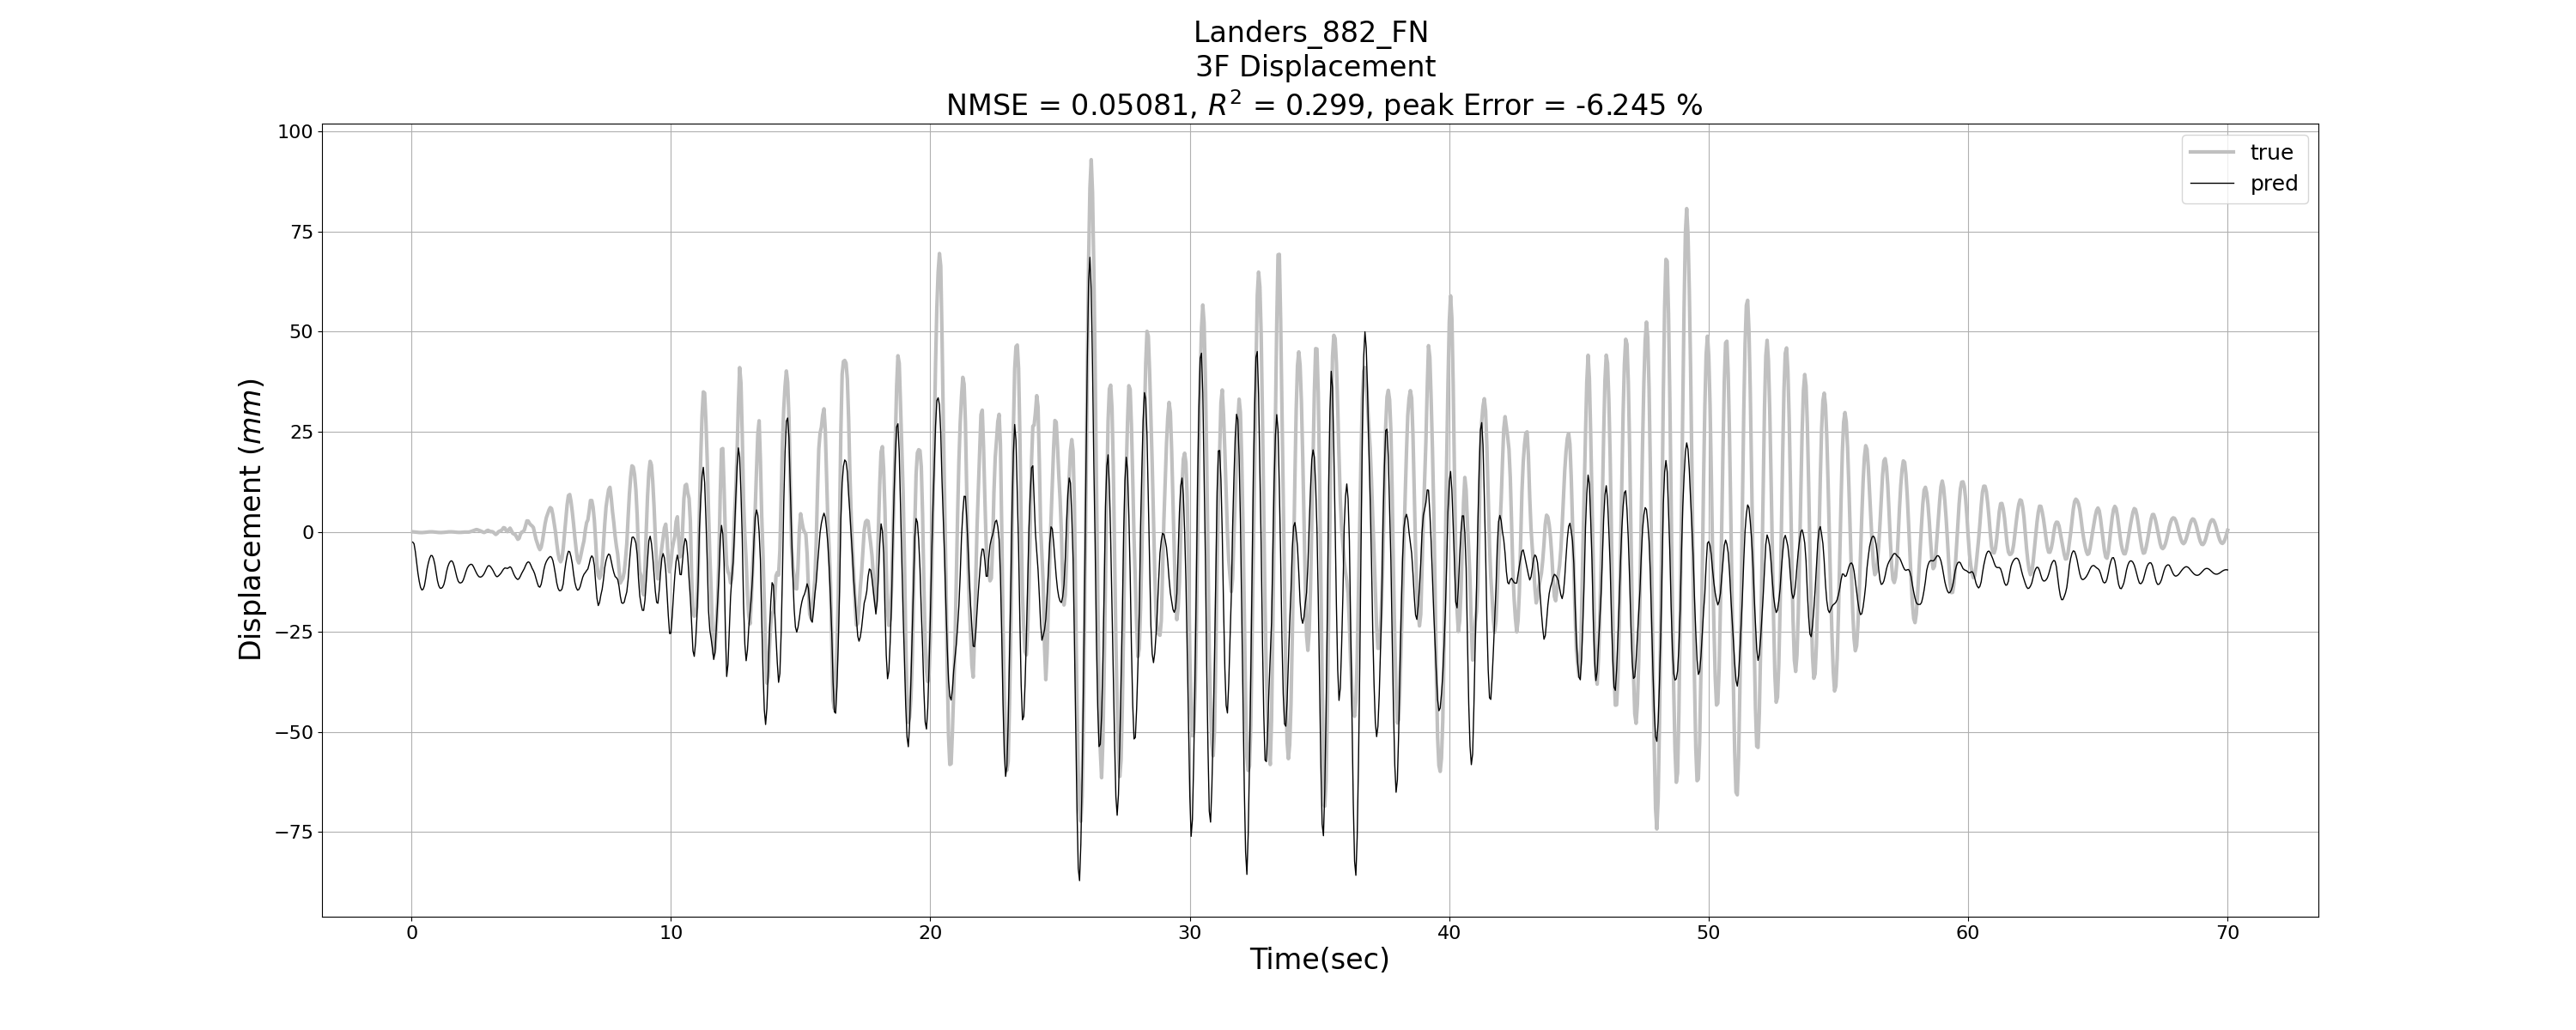 Landers_882_FN
3F Displacement
NMSE = 0.05081, R² = 0.299, peak Error = -6.245 %
100
75
50
25
0
−25
−50
−75
Displacement (mm)
true
pred
0 10 20 30 40 50 60 70
Time(sec)